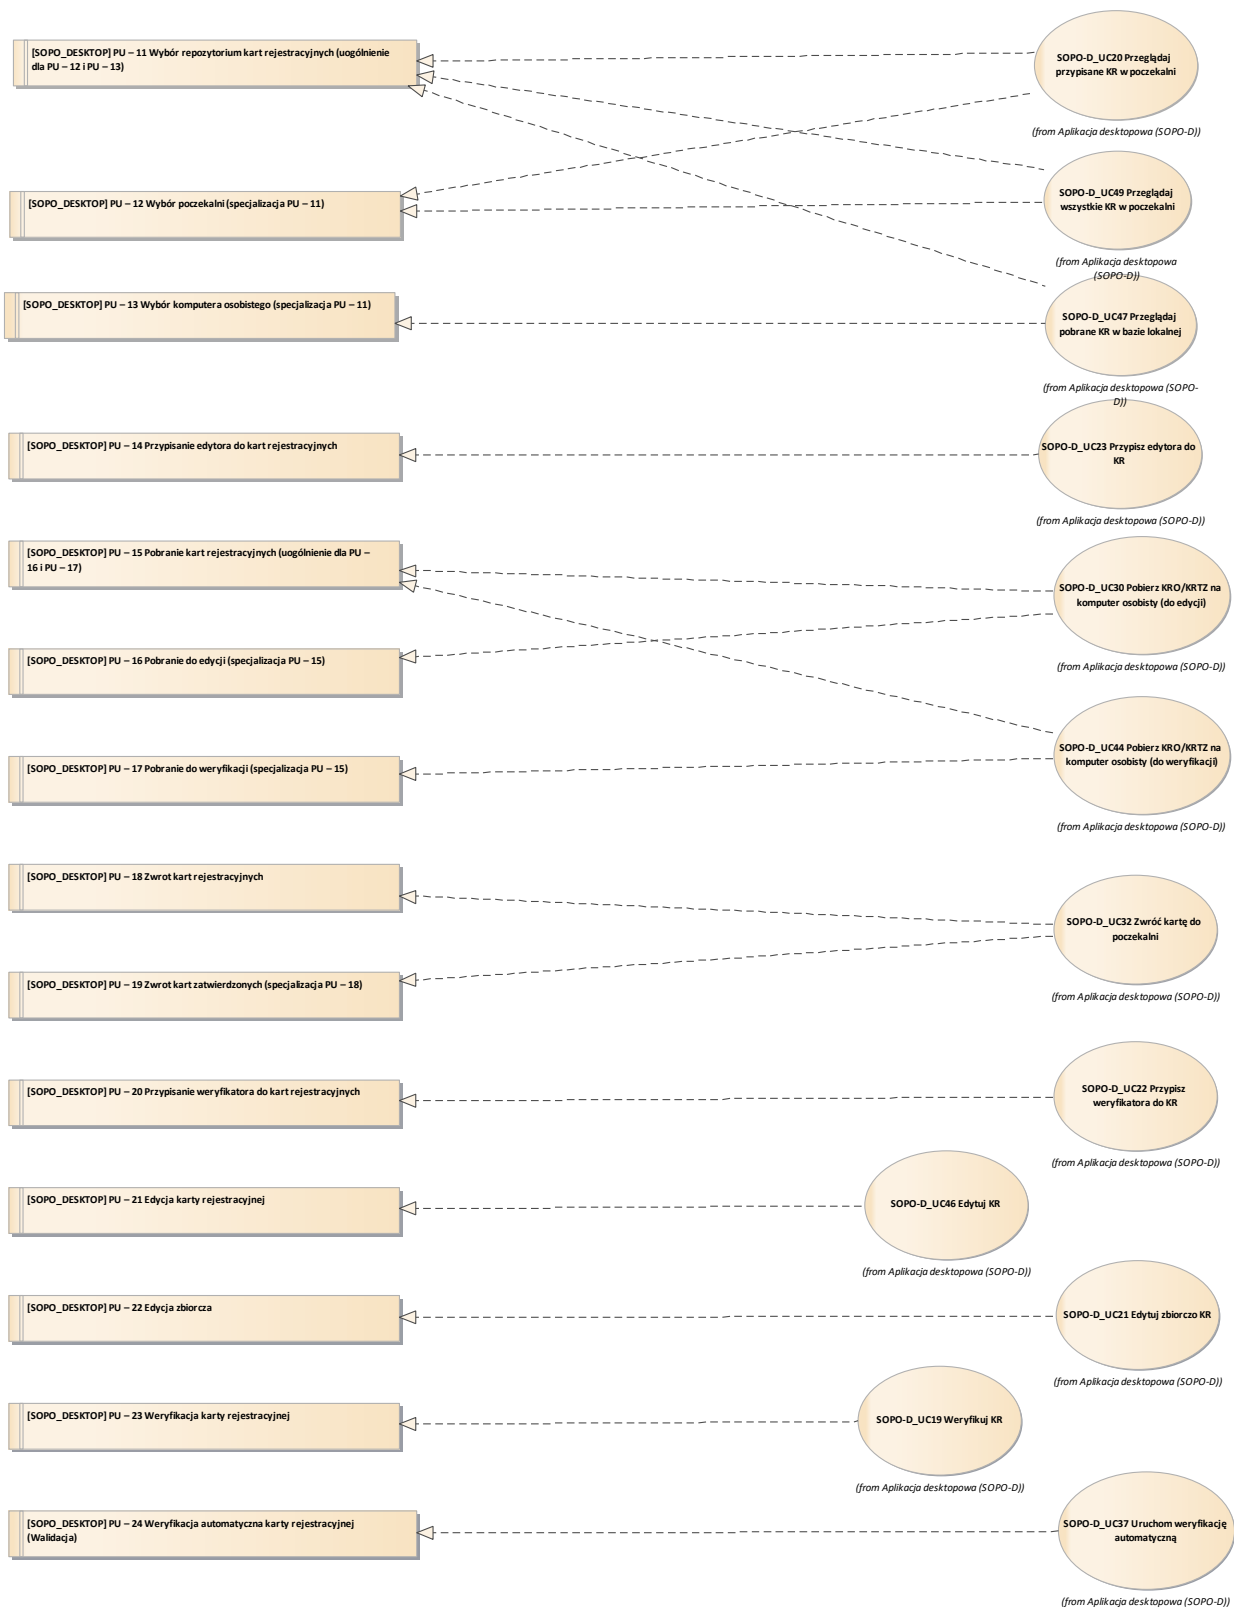 [SOPO_DESKTOP] PU – 11 Wybór repozytorium kart rejestracyjnych (uogólnienie
dla PU – 12 i PU – 13)
SOPO-D_UC20 Przeglądaj
przypisane KR w poczekalni
(from Aplikacja desktopowa (SOPO-D))
[SOPO_DESKTOP] PU – 12 Wybór poczekalni (specjalizacja PU – 11)
SOPO-D_UC49 Przeglądaj
wszystkie KR w poczekalni
(from Aplikacja desktopowa
(SOPO-D))
[SOPO_DESKTOP] PU – 13 Wybór komputera osobistego (specjalizacja PU – 11)
SOPO-D_UC47 Przeglądaj
pobrane KR w bazie lokalnej
(from Aplikacja desktopowa (SOPO-
D))
[SOPO_DESKTOP] PU – 14 Przypisanie edytora do kart rejestracyjnych
SOPO-D_UC23 Przypisz edytora do
KR
(from Aplikacja desktopowa (SOPO-D))
[SOPO_DESKTOP] PU – 15 Pobranie kart rejestracyjnych (uogólnienie dla PU –
16 i PU – 17)
SOPO-D_UC30 Pobierz KRO/KRTZ na
komputer osobisty (do edycji)
(from Aplikacja desktopowa (SOPO-D))
[SOPO_DESKTOP] PU – 16 Pobranie do edycji (specjalizacja PU – 15)
[SOPO_DESKTOP] PU – 17 Pobranie do weryfikacji (specjalizacja PU – 15)
SOPO-D_UC44 Pobierz KRO/KRTZ na
komputer osobisty (do weryfikacji)
(from Aplikacja desktopowa (SOPO-D))
[SOPO_DESKTOP] PU – 18 Zwrot kart rejestracyjnych
SOPO-D_UC32 Zwróć kartę do
poczekalni
(from Aplikacja desktopowa (SOPO-D))
[SOPO_DESKTOP] PU – 19 Zwrot kart zatwierdzonych (specjalizacja PU – 18)
[SOPO_DESKTOP] PU – 20 Przypisanie weryfikatora do kart rejestracyjnych
SOPO-D_UC22 Przypisz
weryfikatora do KR
(from Aplikacja desktopowa (SOPO-D))
[SOPO_DESKTOP] PU – 21 Edycja karty rejestracyjnej
SOPO-D_UC46 Edytuj KR
(from Aplikacja desktopowa (SOPO-D))
[SOPO_DESKTOP] PU – 22 Edycja zbiorcza
SOPO-D_UC21 Edytuj zbiorczo KR
(from Aplikacja desktopowa (SOPO-D))
[SOPO_DESKTOP] PU – 23 Weryfikacja karty rejestracyjnej
SOPO-D_UC19 Weryfikuj KR
(from Aplikacja desktopowa (SOPO-D))
[SOPO_DESKTOP] PU – 24 Weryfikacja automatyczna karty rejestracyjnej
(Walidacja)
SOPO-D_UC37 Uruchom weryfikację
automatyczną
(from Aplikacja desktopowa (SOPO-D))